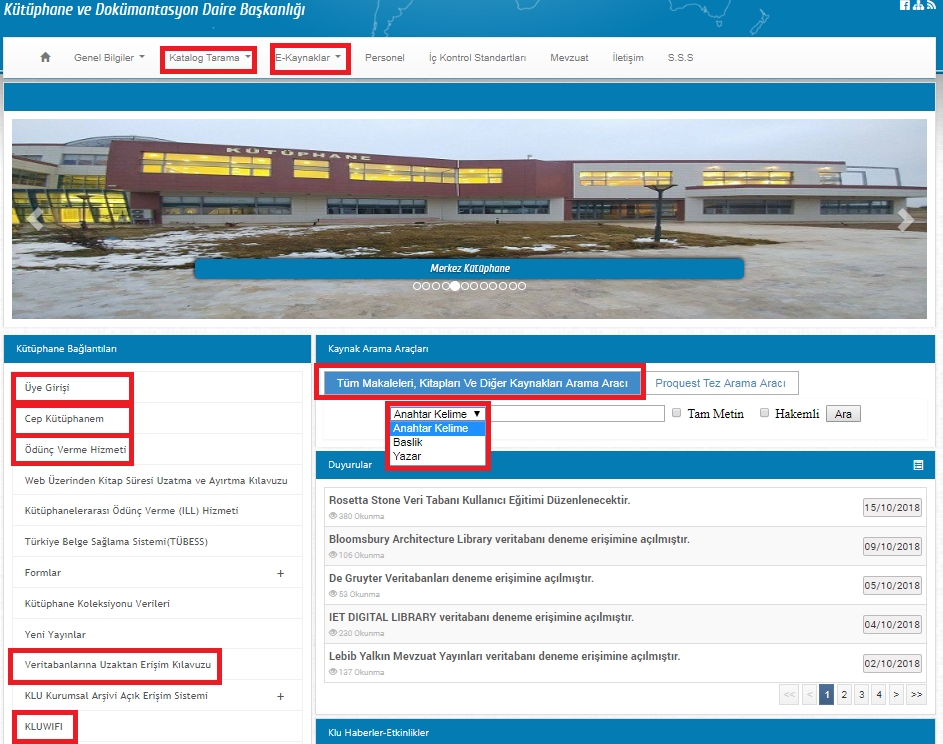 Kütüphane ve Dokümantasyon Daire Başkanlığı
Genel Bilgiler
Katalog Tarama
E-Kaynaklar
Personel
İç Kontrol Standartları
Mevzuat
İletişim
S.S.S
KÜTÜPHANE
Merkez Kütüphane
Kütüphane Bağlantıları
Üye Girişi
Cep Kütüphanem
Ödünç Verme Hizmeti
Web Üzerinden Kitap Süresi Uzatma ve Ayırtma Kılavuzu
Kütüphanelerarası Ödünç Verme (ILL) Hizmeti
Türkiye Belge Sağlama Sistemi(TÜBESS)
Formlar +
Kütüphane Koleksiyonu Verileri
Yeni Yayınlar
Veritabanlarına Uzaktan Erişim Kılavuzu
KLU Kurumsal Arşivi Açık Erişim Sistemi +
KLUWIFI
Kaynak Arama Araçları
Tüm Makaleleri, Kitapları Ve Diğer Kaynakları Arama Aracı
Proquest Tez Arama Aracı
Anahtar Kelime
Tam Metin
Hakemli
Ara
Anahtar Kelime
Baslik
Yazar
Duyurular
Rosetta Stone Veri Tabanı Kullanıcı Eğitimi Düzenlenecektir.
380 Okunma
15/10/2018
Bloomsbury Architecture Library veritabanı deneme erişimine açılmıştır.
106 Okunma
09/10/2018
De Gruyter Veritabanları deneme erişimine açılmıştır.
53 Okunma
05/10/2018
IET DIGITAL LIBRARY veritabanı deneme erişimine açılmıştır.
230 Okunma
04/10/2018
Lebib Yalkın Mevzuat Yayınları veritabanı deneme erişimine açılmıştır.
137 Okunma
02/10/2018
<< < 1 2 3 4 > >>
Klu Haberler-Etkinlikler